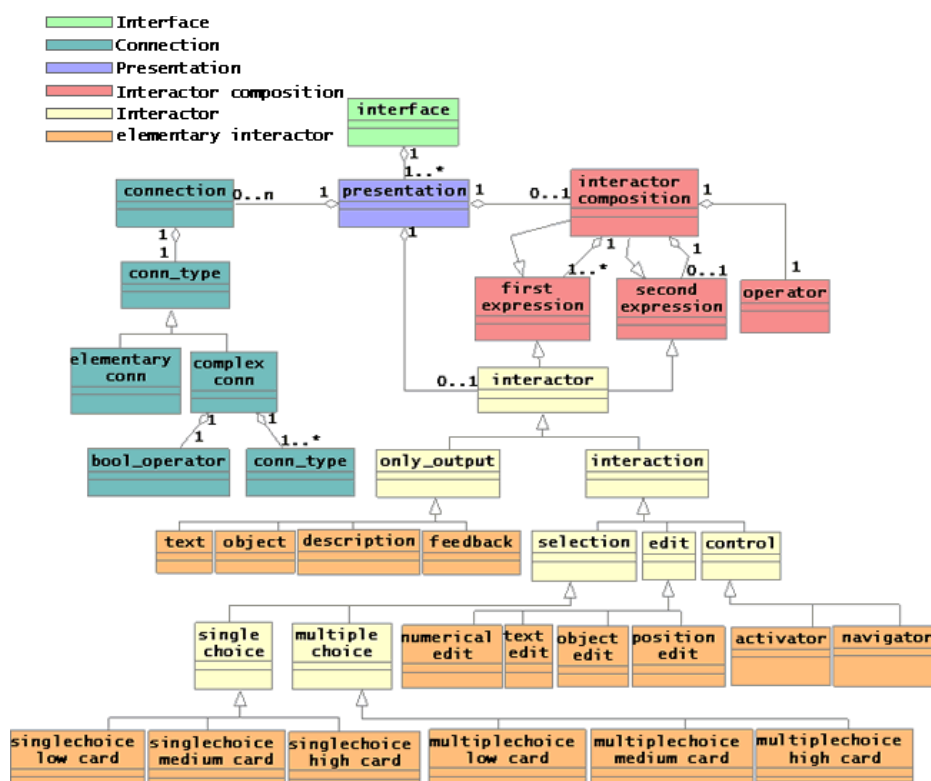 Interface
Connection
Presentation
Interactor composition
Interactor
elementary interactor
interface
1
1..*
connection
0..n
1
presentation
1
0..1
interactor
composition
1
1
1
1
conn_type
1
1..*
1
0..1
1
first
expression
second
expression
operator
elementary
conn
complex
conn
0..1
interactor
1
1
1
1..*
bool_operator
conn_type
only_output
interaction
text
object
description
feedback
selection
edit
control
single
choice
multiple
choice
numerical
edit
text
edit
object
edit
position
edit
activator
navigator
singlechoice
low card
singlechoice
medium card
singlechoice
high card
multiplechoice
low card
multiplechoice
medium card
multiplechoice
high card